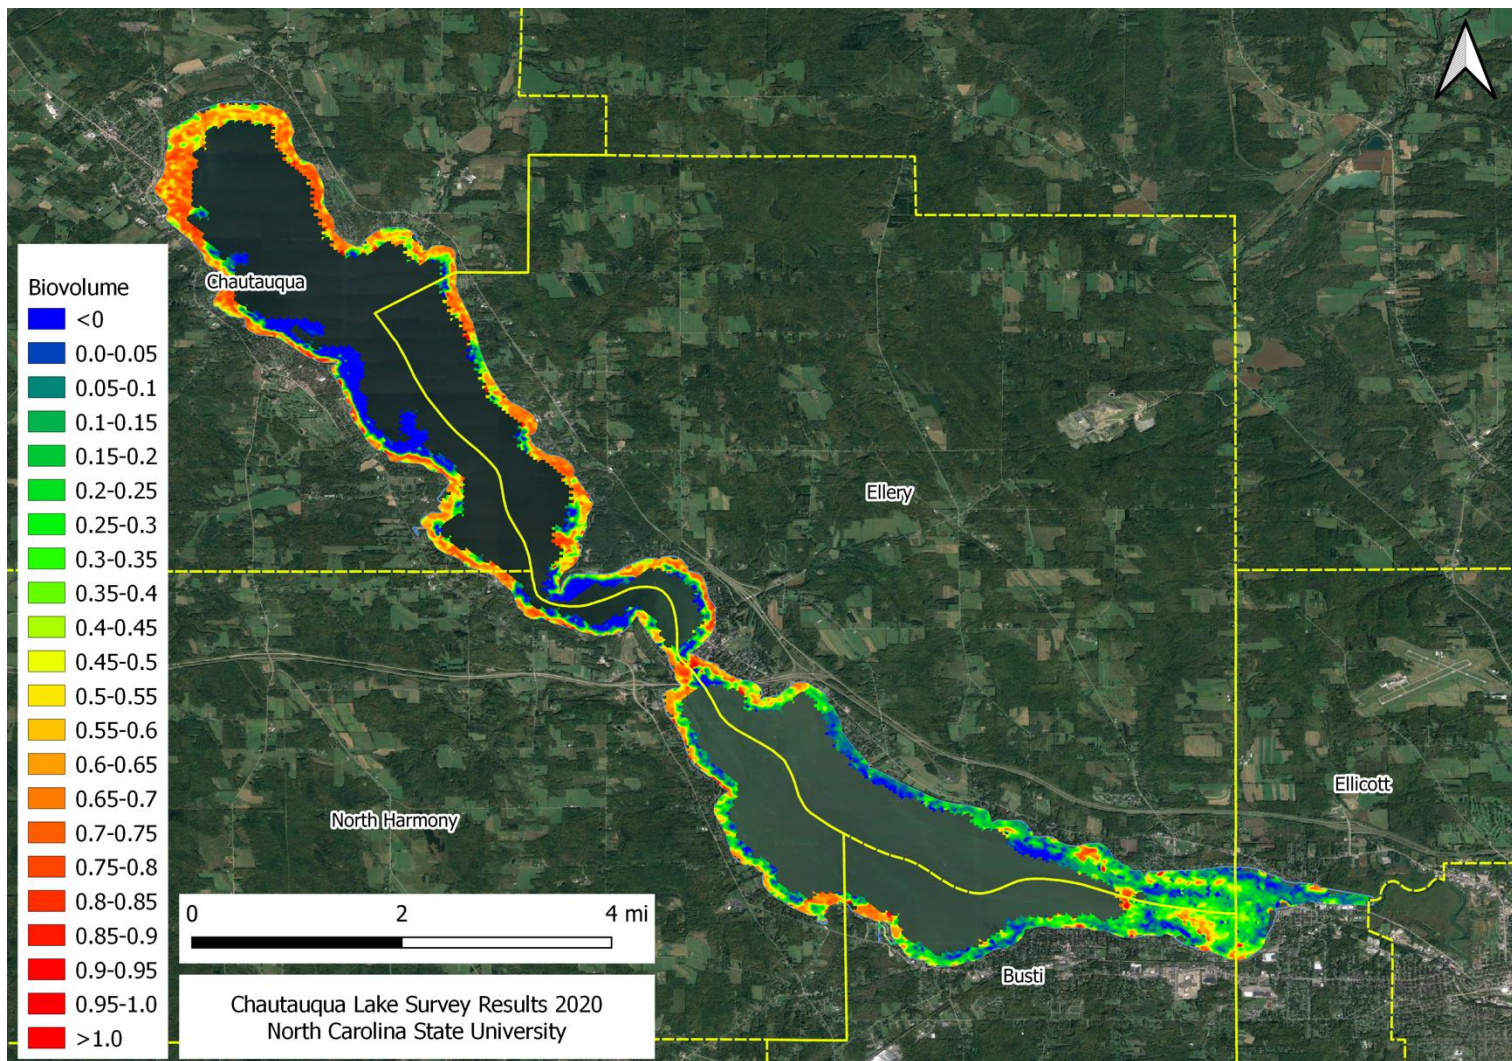 Chautauqua
Biovolume
<0
0.0-0.05
0.05-0.1
0.1-0.15
0.15-0.2
0.2-0.25
0.25-0.3
0.3-0.35
0.35-0.4
0.4-0.45
0.45-0.5
0.5-0.55
0.55-0.6
0.6-0.65
0.65-0.7
0.7-0.75
0.75-0.8
0.8-0.85
0.85-0.9
0.9-0.95
0.95-1.0
>1.0
Ellery
North Harmony
Ellicott
Busti
0 2 4 mi
Chautauqua Lake Survey Results 2020
North Carolina State University